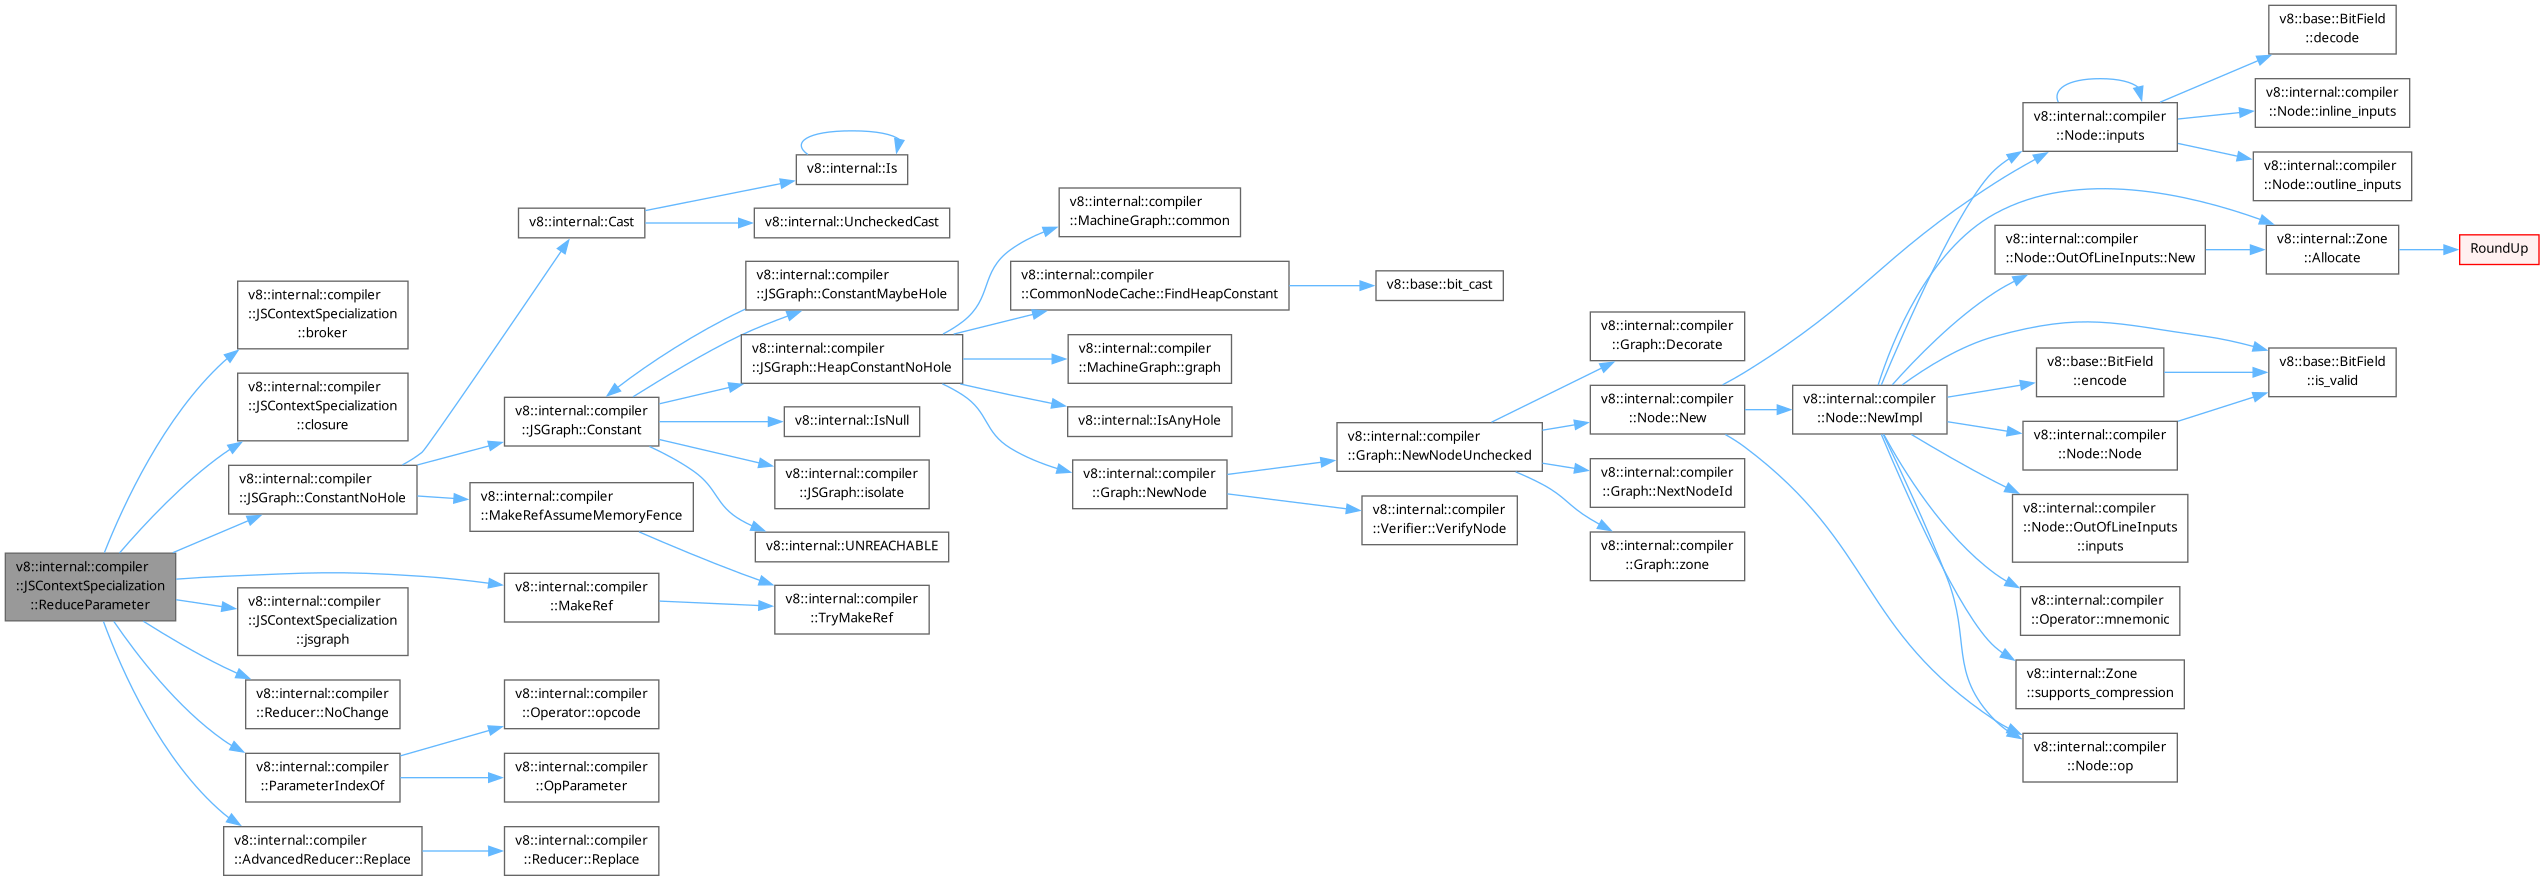 v8::internal::compiler
::JSContextSpecialization
::ReduceParameter
v8::internal::compiler
::JSContextSpecialization
::broker
v8::internal::compiler
::JSContextSpecialization
::closure
v8::internal::compiler
::JSGraph::ConstantNoHole
v8::internal::compiler
::JSContextSpecialization
::jsgraph
v8::internal::compiler
::Reducer::NoChange
v8::internal::compiler
::ParameterIndexOf
v8::internal::compiler
::AdvancedReducer::Replace
v8::internal::Cast
v8::internal::compiler
::JSGraph::Constant
v8::internal::compiler
::MakeRefAssumeMemoryFence
v8::internal::compiler
::MakeRef
v8::internal::compiler
::Operator::opcode
v8::internal::compiler
::OpParameter
v8::internal::compiler
::Reducer::Replace
v8::internal::Is
v8::internal::UncheckedCast
v8::internal::compiler
::JSGraph::ConstantMaybeHole
v8::internal::compiler
::JSGraph::HeapConstantNoHole
v8::internal::IsNull
v8::internal::compiler
::JSGraph::isolate
v8::internal::UNREACHABLE
v8::internal::compiler
::TryMakeRef
v8::internal::compiler
::MachineGraph::common
v8::internal::compiler
::CommonNodeCache::FindHeapConstant
v8::internal::compiler
::MachineGraph::graph
v8::internal::IsAnyHole
v8::internal::compiler
::Graph::NewNode
v8::base::bit_cast
v8::internal::compiler
::Graph::NewNodeUnchecked
v8::internal::compiler
::Verifier::VerifyNode
v8::internal::compiler
::Graph::Decorate
v8::internal::compiler
::Node::New
v8::internal::compiler
::Graph::NextNodeId
v8::internal::compiler
::Graph::zone
v8::internal::compiler
::Node::NewImpl
v8::internal::compiler
::Node::inputs
v8::internal::compiler
::Node::OutOfLineInputs::New
v8::base::BitField
::encode
v8::internal::compiler
::Node::Node
v8::internal::compiler
::Node::OutOfLineInputs
::inputs
v8::internal::compiler
::Operator::mnemonic
v8::internal::Zone
::supports_compression
v8::internal::compiler
::Node::op
v8::base::BitField
::decode
v8::internal::compiler
::Node::inline_inputs
v8::internal::compiler
::Node::outline_inputs
v8::internal::Zone
::Allocate
v8::base::BitField
::is_valid
RoundUp